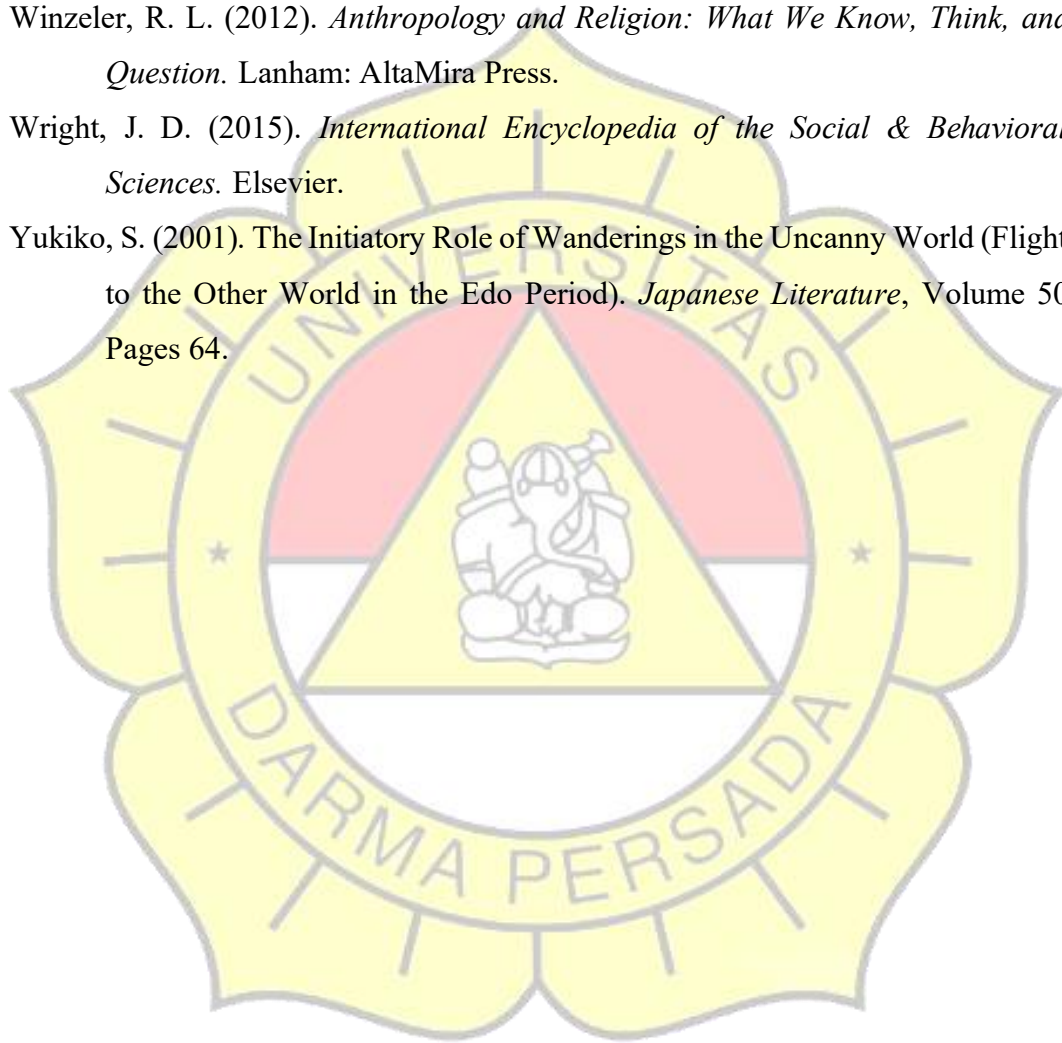 Winzeler, R. L. (2012). Anthropology and Religion: What We Know, Think, and
Question. Lanham: AltaMira Press.
Wright, J. D. (2015). International Encyclopedia of the Social & Behavioral
Sciences. Elsevier.
Yukiko, S. (2001). The Initiatory Role of Wanderings in the Uncanny World (Flight
to the Other World in the Edo Period). Japanese Literature, Volume 50
Pages 64.
UNIVERSITAS
DARMA PERSADA